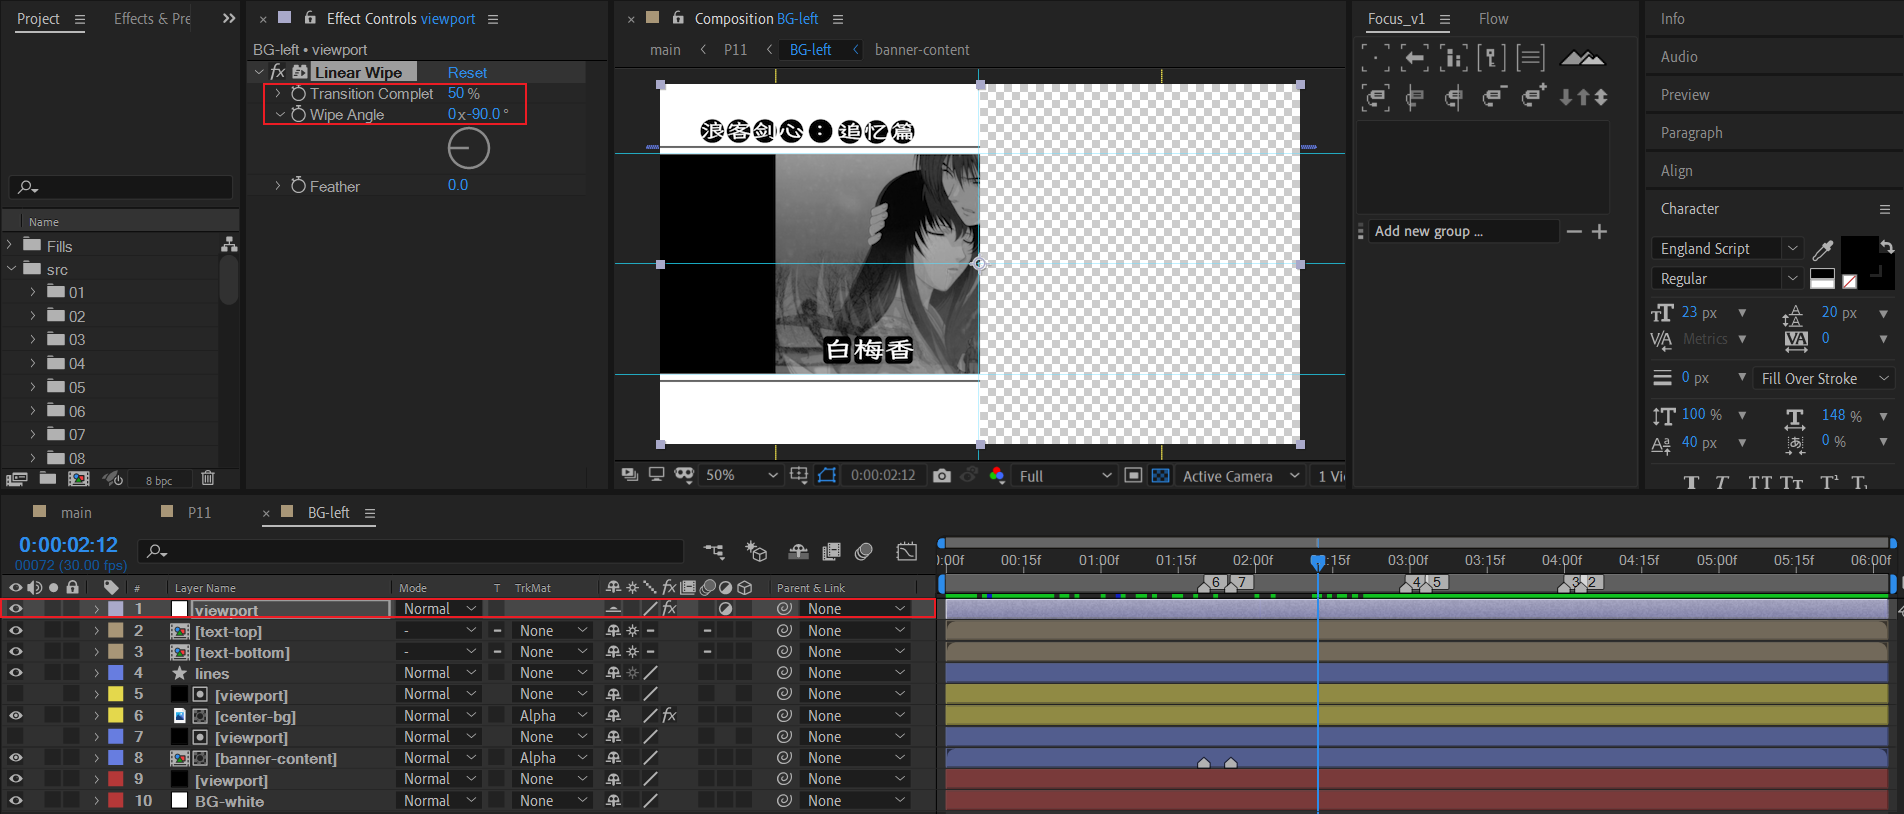 Project
Effects & Pre
Effect Controls viewport
Composition BG-left
Focus_v1
Flow
Info
BG-left • viewport
main
P11
BG-left
banner-content
Audio
fx Linear Wipe Reset
Transition Complet 50 %
Wipe Angle 0x-90.0°
Feather 0.0
浪客剑心：追忆篇
白梅香
Preview
Paragraph
Align
Character
Add new group ...
England Script
Regular
23 px
20 px
Metrics
0
0 px
Fill Over Stroke
100 %
148 %
40 px
0 %
Name
Fills
src
01
02
03
04
05
06
07
08
8 bpc
50%
0:00:02:12
Full
Active Camera
1 Vi
main
P11
BG-left
0:00:02:12
00072 (30.00 fps)
# Layer Name Mode T TrkMat fx Parent & Link
:00f 00:15f 01:00f 01:15f 02:00f :15f 03:00f 03:15f 04:00f 04:15f 05:00f 05:15f 06:00f
6 7 4 5 3 2
1 viewport Normal fx None
2 [text-top] - None None
3 [text-bottom] - None None
4 lines Normal None None
5 [viewport] Normal None None
6 [center-bg] Normal Alpha fx None
7 [viewport] Normal None None
8 [banner-content] Normal Alpha None
9 [viewport] Normal None None
10 BG-white Normal None None